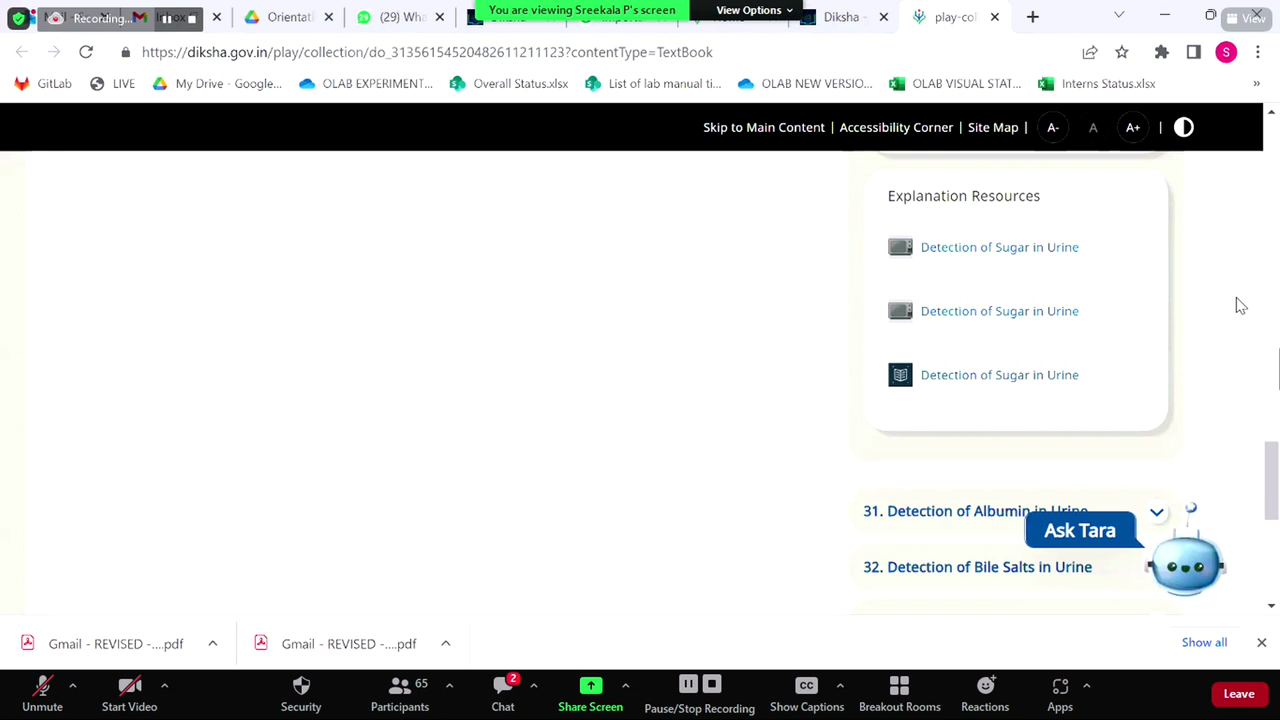 Recording...
Inbox
Orientati
(29) Wha
You are viewing Sreekala P's screen
View Options
Diksha -
play-col
View
https://diksha.gov.in/play/collection/do_31356154520482611211123?contentType=TextBook
S
GitLab
LIVE
My Drive - Google...
OLAB EXPERIMENT...
Overall Status.xlsx
List of lab manual ti...
OLAB NEW VERSIO...
OLAB VISUAL STAT...
Interns Status.xlsx
»
Skip to Main Content | Accessibility Corner | Site Map | A- A A+ |
Explanation Resources
Detection of Sugar in Urine
Detection of Sugar in Urine
Detection of Sugar in Urine
31. Detection of Albumin in Urine
Ask Tara
32. Detection of Bile Salts in Urine
Gmail - REVISED -....pdf
Gmail - REVISED -....pdf
Show all
Unmute
Start Video
Security
65
Participants
2
Chat
Share Screen
Pause/Stop Recording
CC
Show Captions
Breakout Rooms
Reactions
Apps
Leave